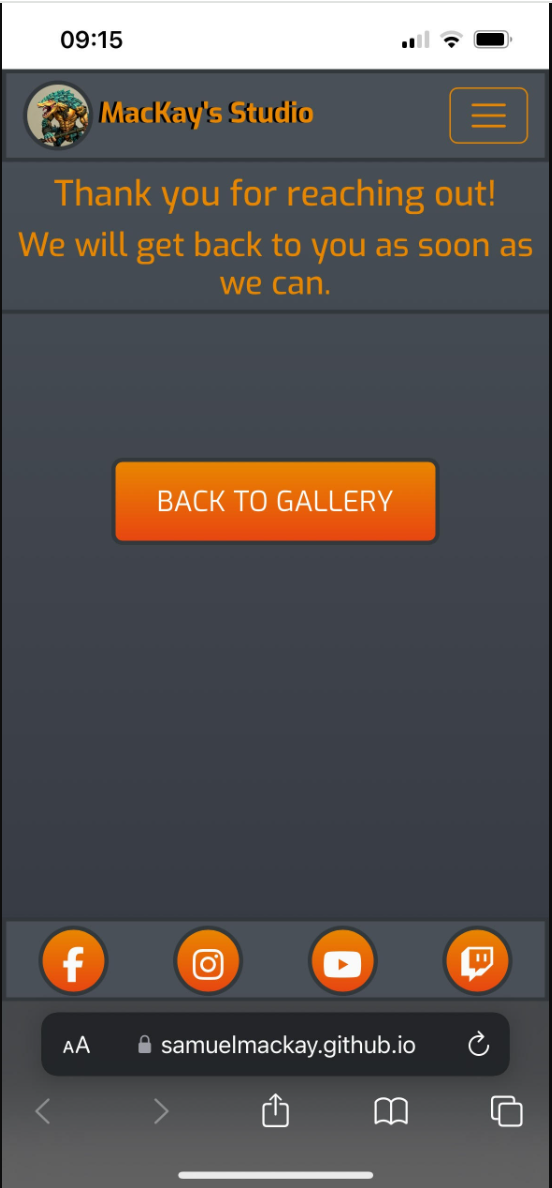 09:15
MacKay's Studio
Thank you for reaching out!
We will get back to you as soon as
we can.
BACK TO GALLERY
AA samuelmackay.github.io